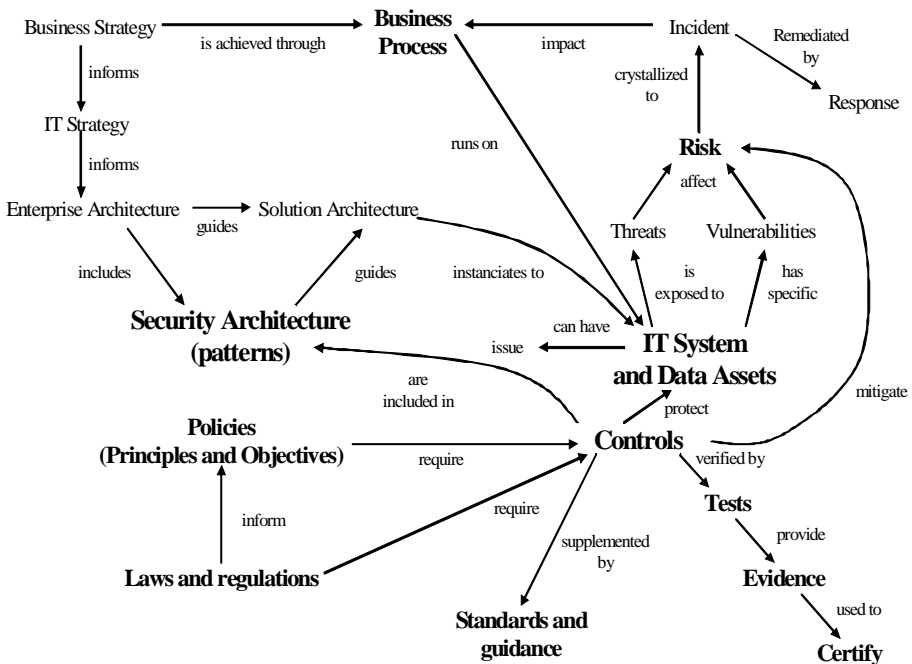 Business Strategy
is achieved through
Business
Process
impact
Incident
Remediated
by
Response
informs
crystallized
to
IT Strategy
informs
runs on
Risk
affect
Enterprise Architecture
guides
Solution Architecture
Threats
Vulnerabilities
includes
guides
instanciates to
is
exposed to
has
specific
Security Architecture
(patterns)
can have
issue
IT System
and Data Assets
are
included in
protect
mitigate
Policies
(Principles and Objectives)
require
Controls
verified by
Tests
inform
require
supplemented
by
provide
Laws and regulations
Evidence
Standards and
guidance
used to
Certify